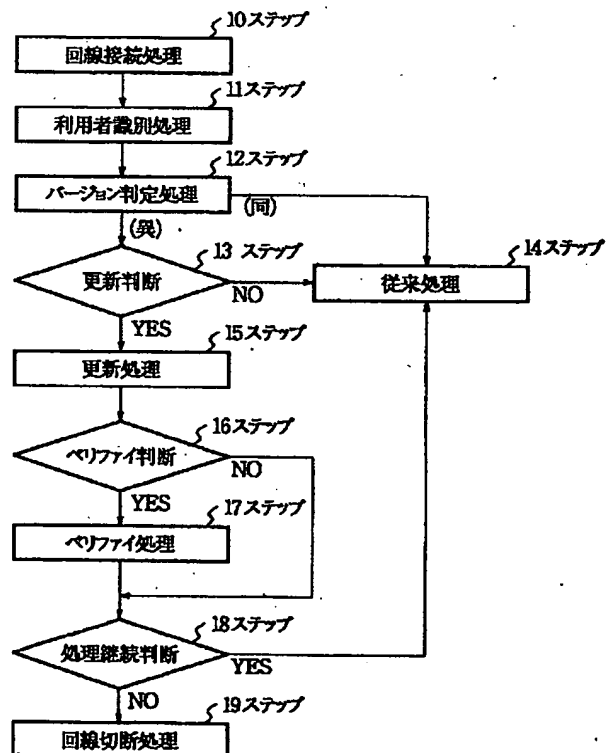 10ステップ
回線接続処理
11ステップ
利用者識別処理
12ステップ
バージョン判定処理
(同)
(異)
13 ステップ
更新判断
NO
14ステップ
従来処理
YES
15ステップ
更新処理
16ステップ
ベリファイ判断
NO
YES
17ステップ
ベリファイ処理
18ステップ
処理継続判断
YES
NO
19ステップ
回線切断処理